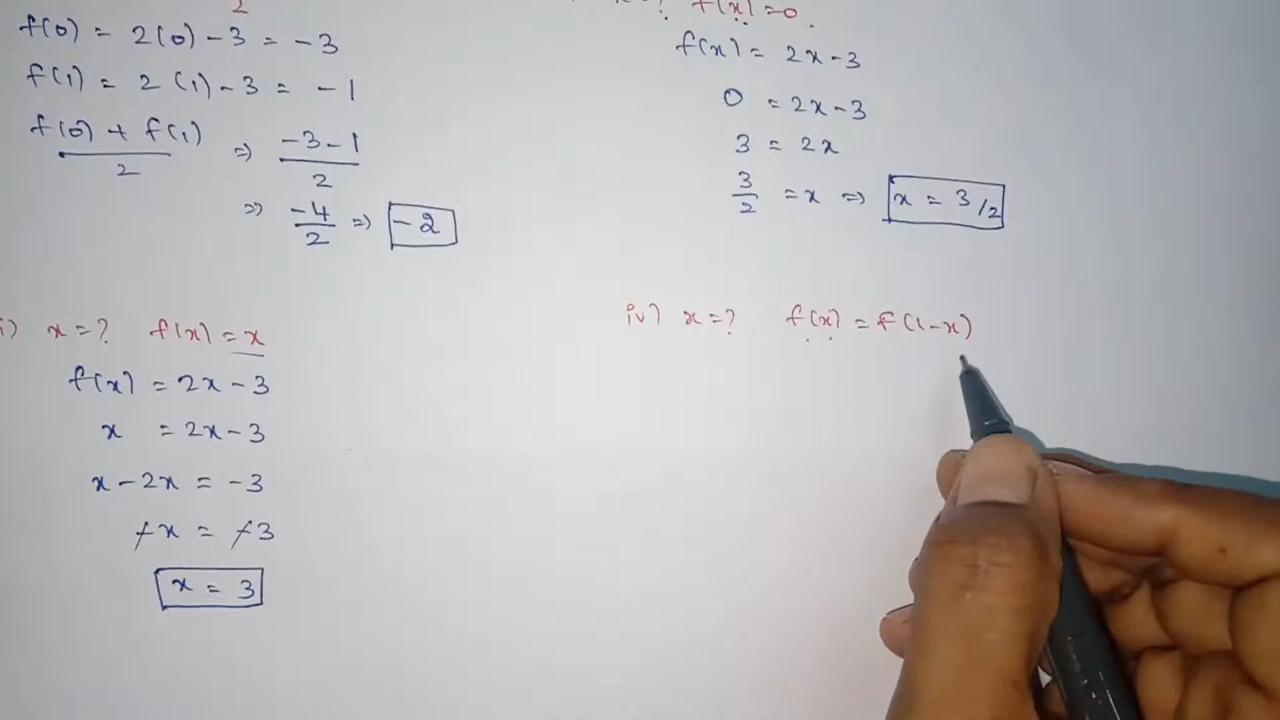 2
f(0) = 2(0) - 3 = -3
f(1) = 2(1) - 3 = -1
f(0) + f(1) / 2 => -3-1 / 2
=> -4/2 => -2
f(x) = 0
f(x) = 2x-3
0 = 2x-3
3 = 2x
3/2 = x => x = 3/2
i) x=? f(x) = x
f(x) = 2x - 3
x = 2x-3
x - 2x = -3
-x = -3
x = 3
iv) x=? f(x) = f(1-x)